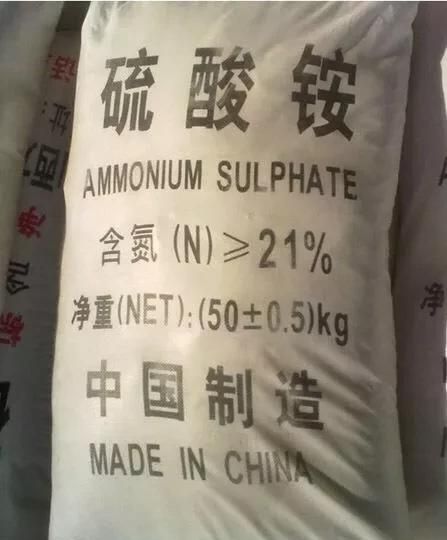 硫酸铵
AMMONIUM SULPHATE
含氮(N)≥21%
净重(NET):(50±0.5)kg
中国制造
MADE IN CHINA